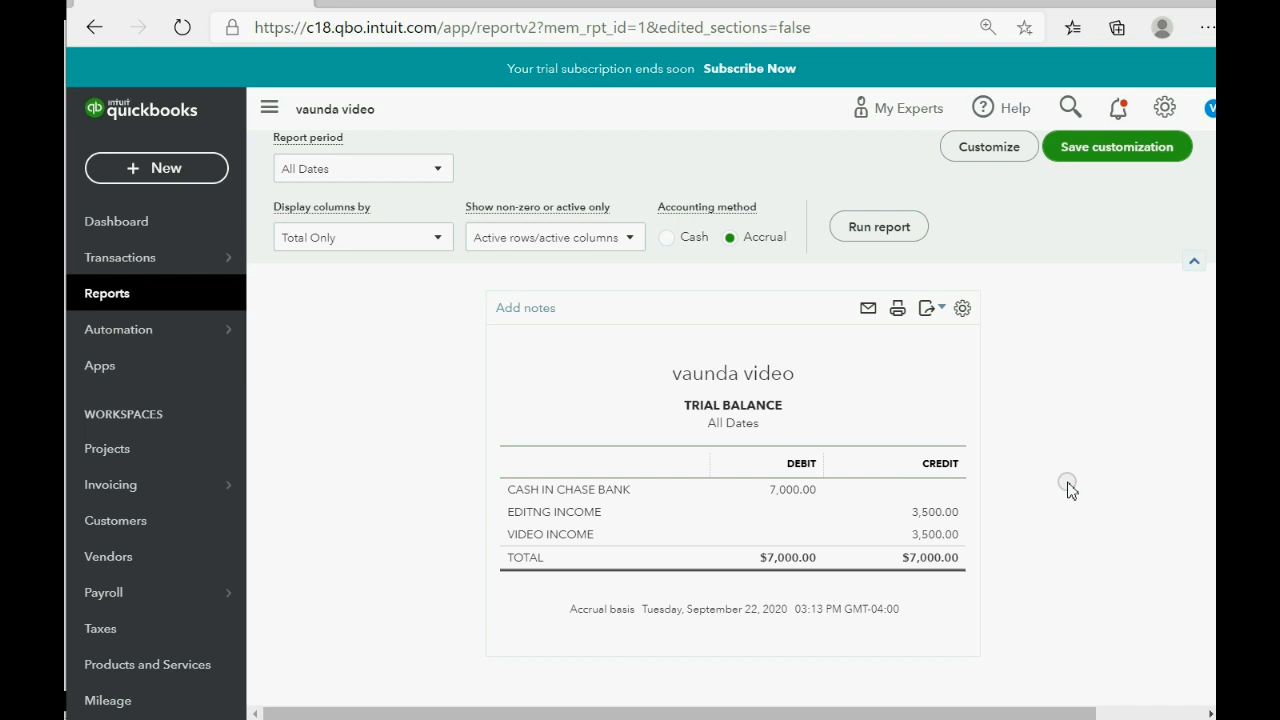 https://c18.qbo.intuit.com/app/reportv2?mem_rpt_id=1&edited_sections=false
Your trial subscription ends soon Subscribe Now
intuit
quickbooks
vaunda video
My Experts
Help
V
+ New
Dashboard
Transactions
Reports
Automation
Apps
WORKSPACES
Projects
Invoicing
Customers
Vendors
Payroll
Taxes
Products and Services
Mileage
Report period
All Dates
Customize
Save customization
Display columns by
Show non-zero or active only
Accounting method
Total Only
Active rows/active columns
Cash
Accrual
Run report
Add notes
vaunda video
TRIAL BALANCE
All Dates
DEBIT CREDIT
CASH IN CHASE BANK 7,000.00
EDITNG INCOME 3,500.00
VIDEO INCOME 3,500.00
TOTAL $7,000.00 $7,000.00
Accrual basis Tuesday, September 22, 2020 03:13 PM GMT-04:00